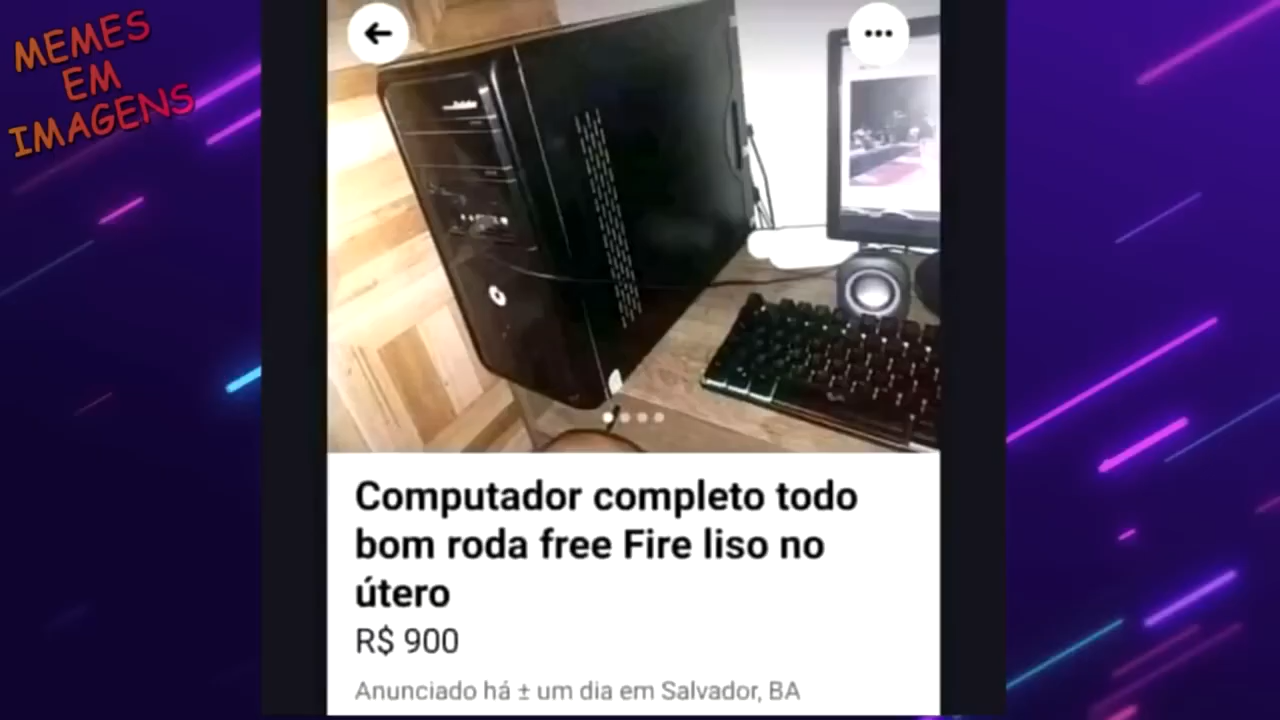 MEMES
EM
IMAGENS
Computador completo todo
bom roda free Fire liso no
útero
R$ 900
Anunciado há ± um dia em Salvador, BA